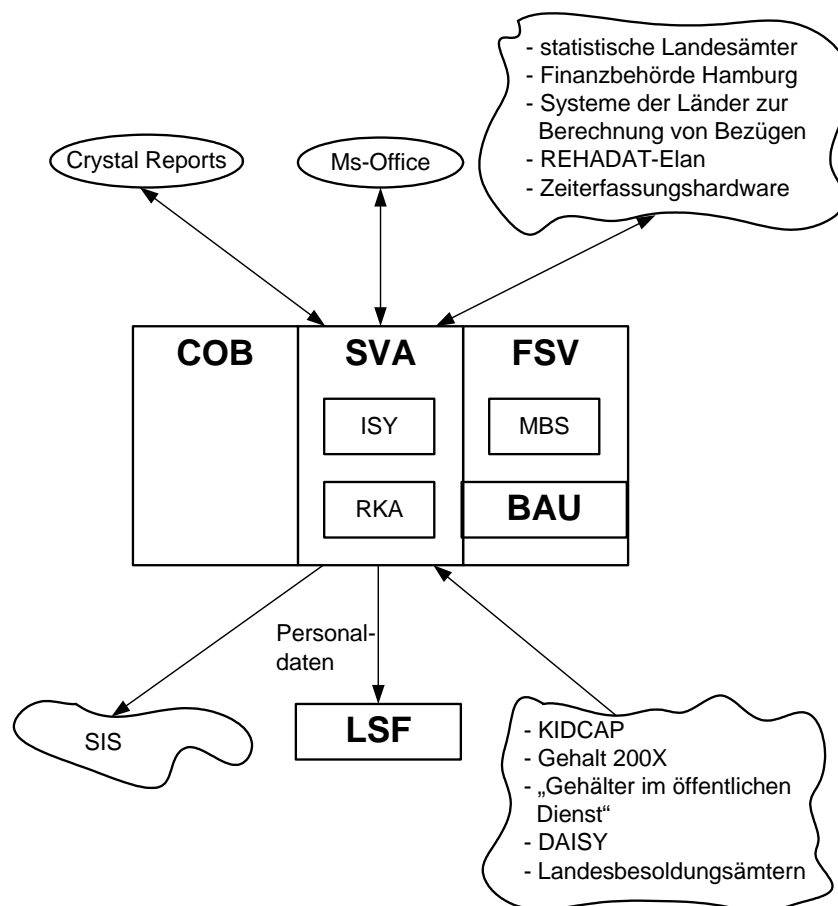 - statistische Landesämter
- Finanzbehörde Hamburg
- Systeme der Länder zur
Berechnung von Bezügen
- REHADAT-Elan
- Zeiterfassungshardware
Crystal Reports
Ms-Office
COB
SVA
FSV
ISY
MBS
RKA
BAU
Personal-
daten
SIS
LSF
- KIDCAP
- Gehalt 200X
- „Gehälter im öffentlichen
Dienst“
- DAISY
- Landesbesoldungsämtern